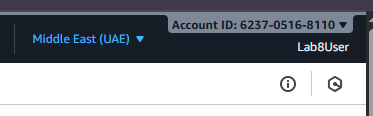 Account ID: 6237-0516-8110
Middle East (UAE)
Lab8User